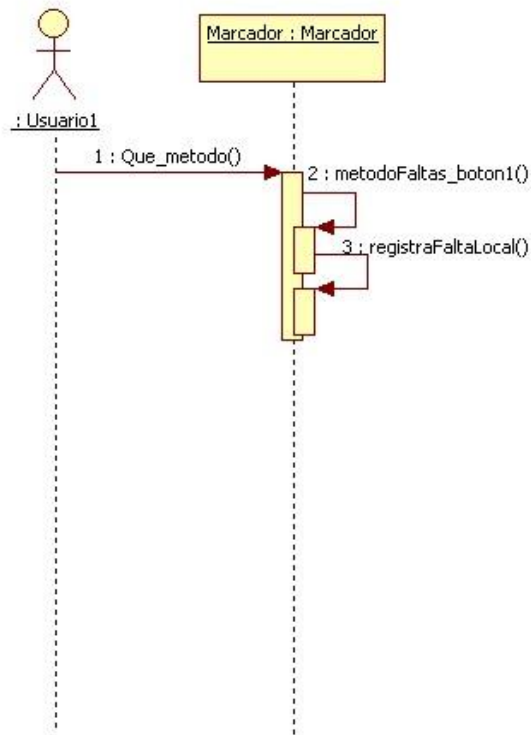 Marcador : Marcador
: Usuario1
1 : Que_metodo()
2 : metodoFaltas_boton1()
3 : registraFaltaLocal()